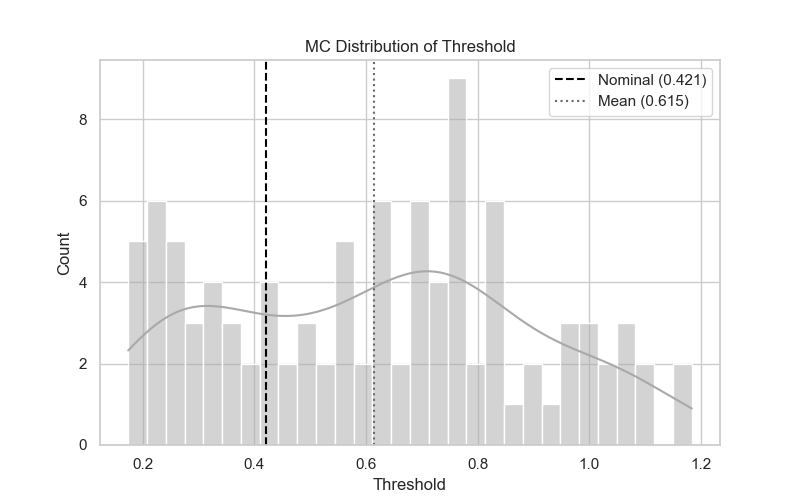 MC Distribution of Threshold
Nominal (0.421)
Mean (0.615)
Count
8
6
4
2
0
0.2 0.4 0.6 0.8 1.0 1.2
Threshold